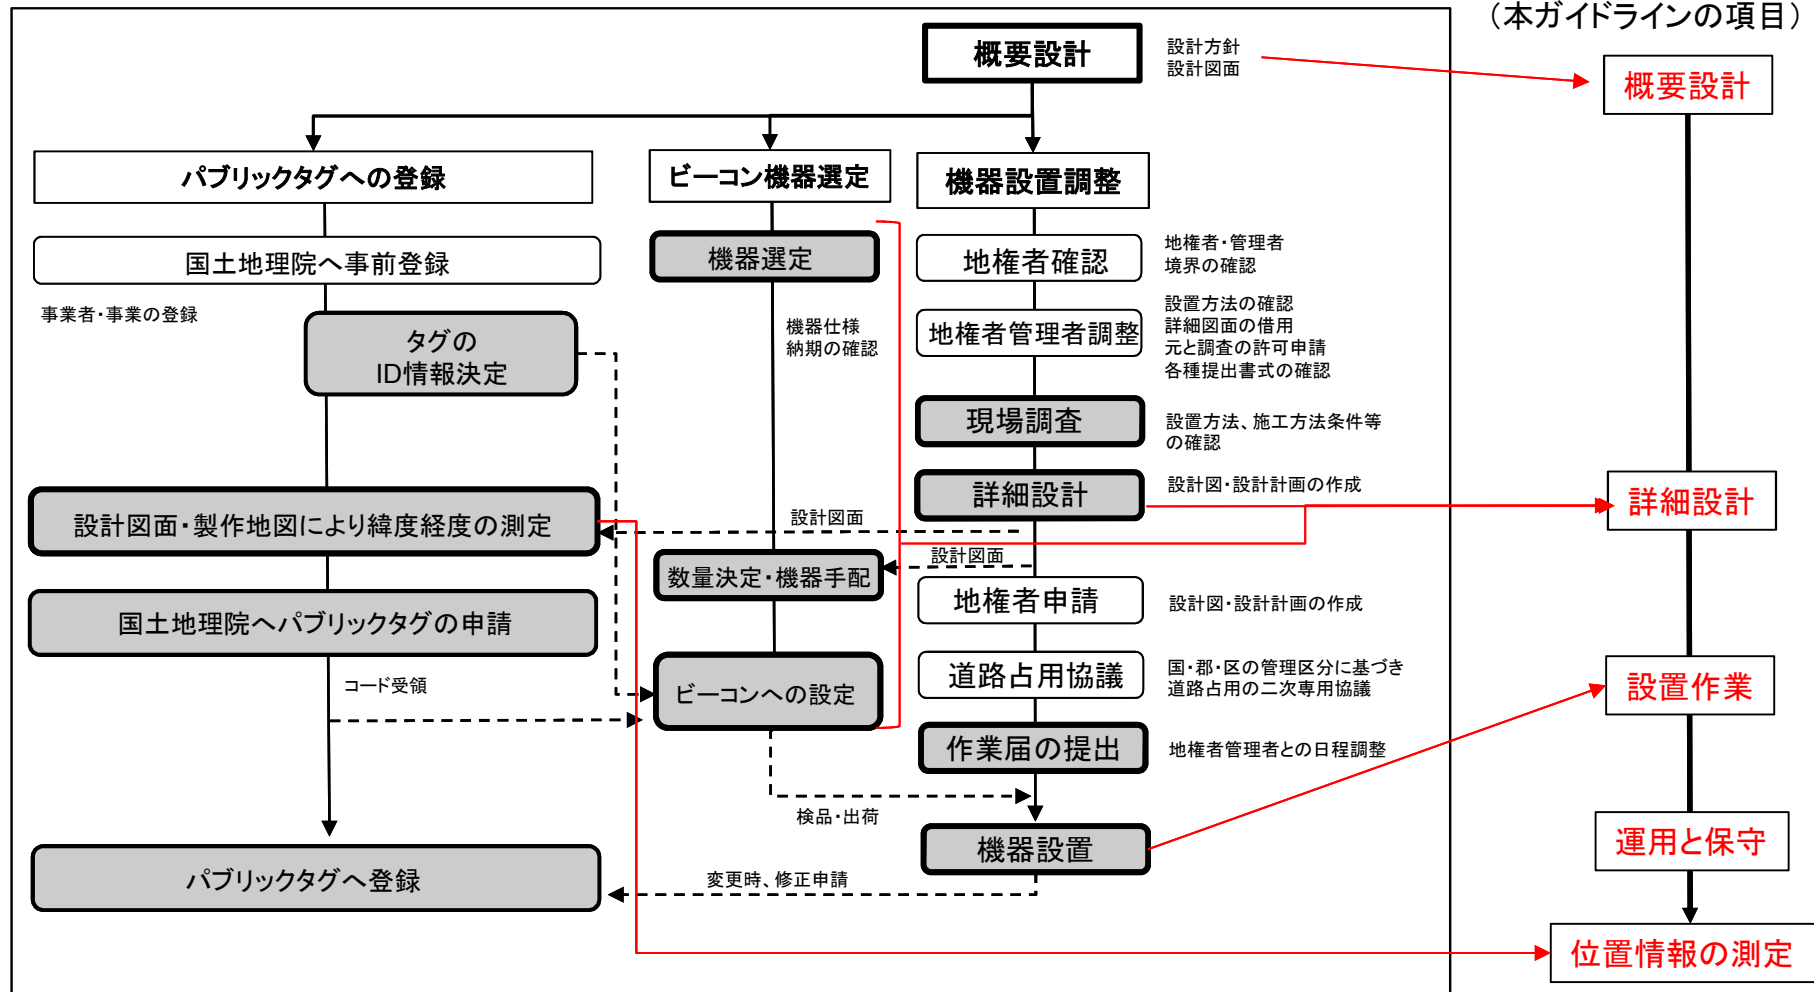 (本ガイドラインの項目)
概要設計
設計方針
設計図面
概要設計
パブリックタグへの登録
ビーコン機器選定
機器設置調整
国土地理院へ事前登録
機器選定
地権者確認
地権者・管理者
境界の確認
事業者・事業の登録
タグの
ID情報決定
機器仕様
納期の確認
地権者管理者調整
設置方法の確認
詳細図面の借用
元と調査の許可申請
各種提出書式の確認
現場調査
設置方法、施工方法条件等
の確認
詳細設計
設計図・設計計画の作成
詳細設計
設計図面・製作地図により緯度経度の測定
設計図面
設計図面
数量決定・機器手配
地権者申請
設計図・設計計画の作成
国土地理院へパブリックタグの申請
コード受領
ビーコンへの設定
道路占用協議
国・郡・区の管理区分に基づき
道路占用の二次専用協議
設置作業
作業届の提出
地権者管理者との日程調整
検品・出荷
機器設置
運用と保守
パブリックタグへ登録
変更時、修正申請
位置情報の測定